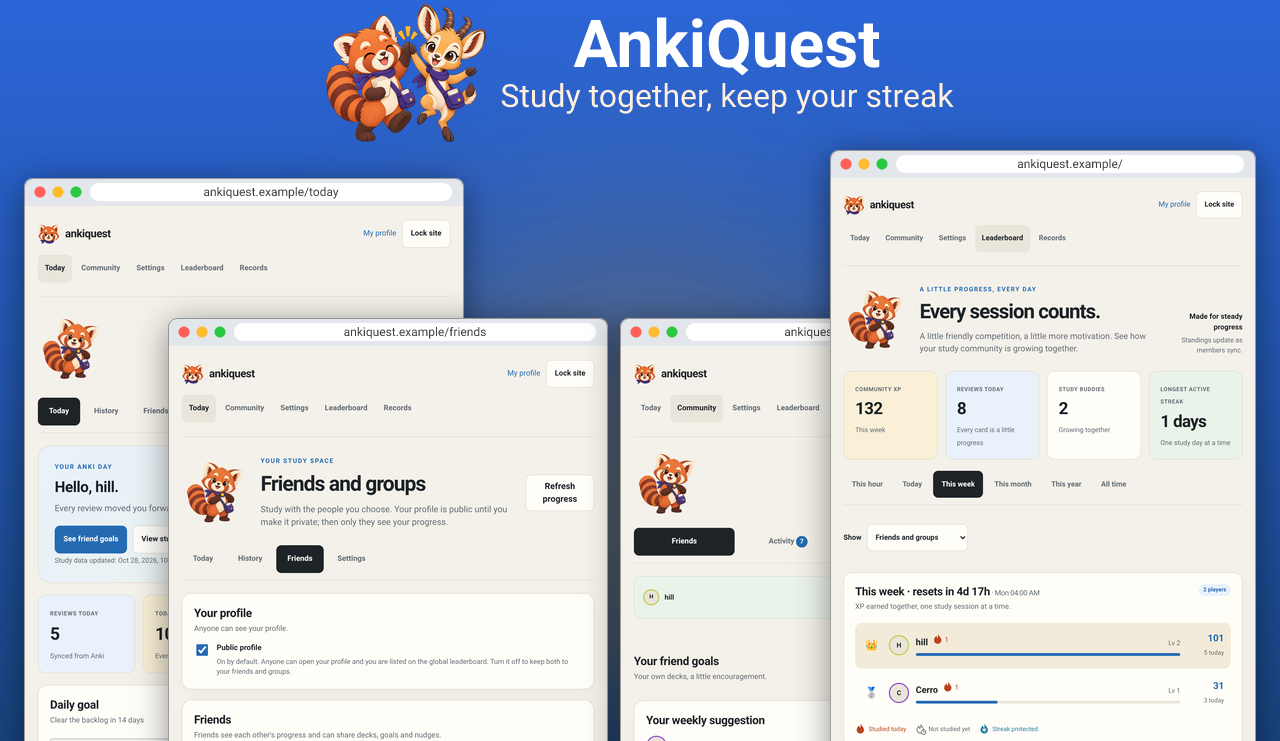 AnkiQuest
Study together, keep your streak
ankiquest.example/today
ankiquest
My profile
Lock site
Today
Community
Settings
Leaderboard
Records
Today
History
Friends
YOUR ANKI DAY
Hello, hill.
Every review moved you
See friend goals
View
Study data updated: Oct 28, 2026, 10
REVIEWS TODAY
5
Synced from Anki
Daily goal
Clear the backlog in 14 days
ankiquest.example/friends
ankiquest
My profile
Lock site
Today
Community
Settings
Leaderboard
Records
YOUR STUDY SPACE
Friends and groups
Study with the people you choose. Your profile is public until you
make it private; then only they see your progress.
Refresh
progress
Today
History
Friends
Settings
Your profile
Anyone can see your profile.
Public profile
On by default. Anyone can open your profile and you are listed on the global leaderboard. Turn it off to keep both to
your friends and groups.
Friends
Friends see each other's progress and can share decks, goals and nudges.
ankiques
ankiquest
Today
Community
Settings
Leaderboard
Friends
Activity 7
H
hill
Your friend goals
Your own decks, a little encouragement.
Your weekly suggestion
ankiquest.example/
ankiquest
My profile
Lock site
Today
Community
Settings
Leaderboard
Records
A LITTLE PROGRESS, EVERY DAY
Every session counts.
A little friendly competition, a little more motivation. See how
your study community is growing together.
Made for steady
progress
Standings update as
members sync.
COMMUNITY XP
132
This week
REVIEWS TODAY
8
Every card is a little
progress
STUDY BUDDIES
2
Growing together
LONGEST ACTIVE
STREAK
1 days
One study day at a time
This hour
Today
This week
This month
This year
All time
Show
Friends and groups
This week · resets in 4d 17h · Mon 04:00 AM
2 players
XP earned together, one study session at a time.
H
hill
1
Lv 2
101
5 today
C
Cerro
1
Lv 1
31
3 today
Studied today
Not studied yet
Streak protected